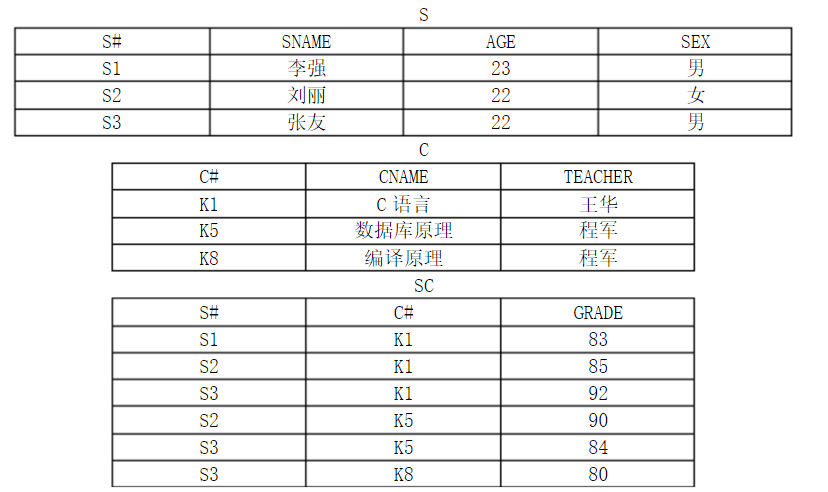 S
S# SNAME AGE SEX
S1 李强 23 男
S2 刘丽 22 女
S3 张友 22 男
C
C# CNAME TEACHER
K1 C 语言 王华
K5 数据库原理 程军
K8 编译原理 程军
SC
S# C# GRADE
S1 K1 83
S2 K1 85
S3 K1 92
S2 K5 90
S3 K5 84
S3 K8 80